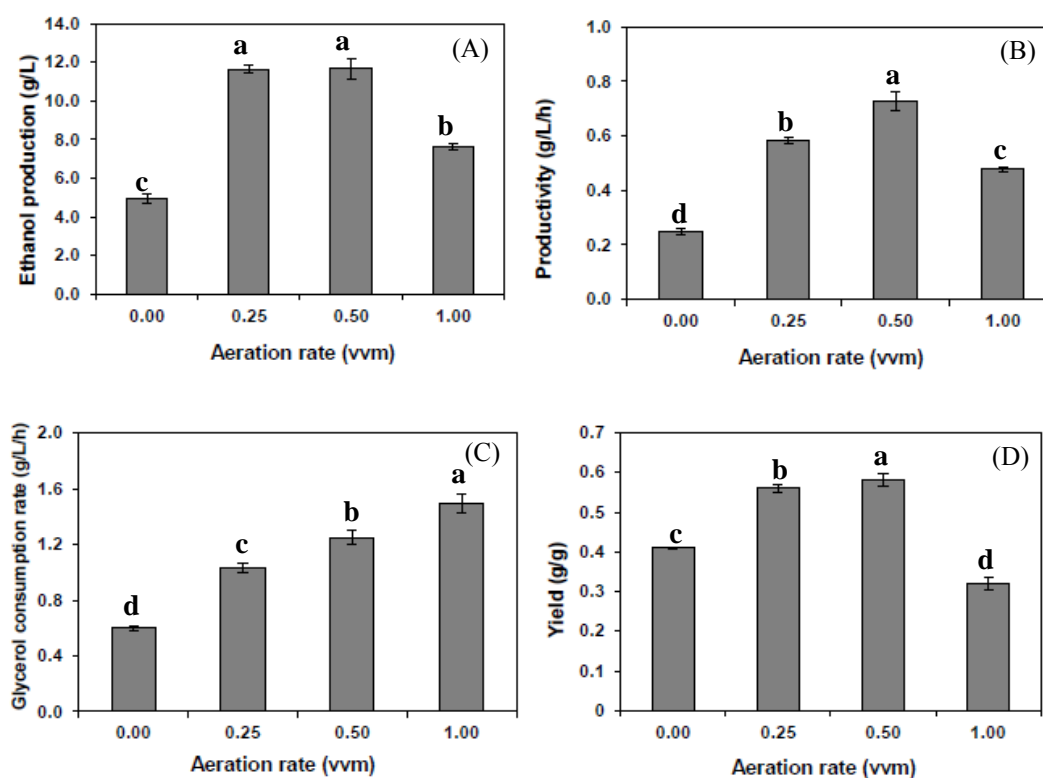 (A)
Ethanol production (g/L)
14.0
12.0
10.0
8.0
6.0
4.0
2.0
0.0
c
a
a
b
0.00 0.25 0.50 1.00
Aeration rate (vvm)
(B)
Productivity (g/L/h)
1.0
0.8
0.6
0.4
0.2
0.0
d
b
a
c
0.00 0.25 0.50 1.00
Aeration rate (vvm)
(C)
Glycerol consumption rate (g/L/h)
2.0
1.6
1.2
0.8
0.4
0.0
d
c
b
a
0.00 0.25 0.50 1.00
Aeration rate (vvm)
(D)
Yield (g/g)
0.7
0.6
0.5
0.4
0.3
0.2
0.1
0
c
b
a
d
0.00 0.25 0.50 1.00
Aeration rate (vvm)